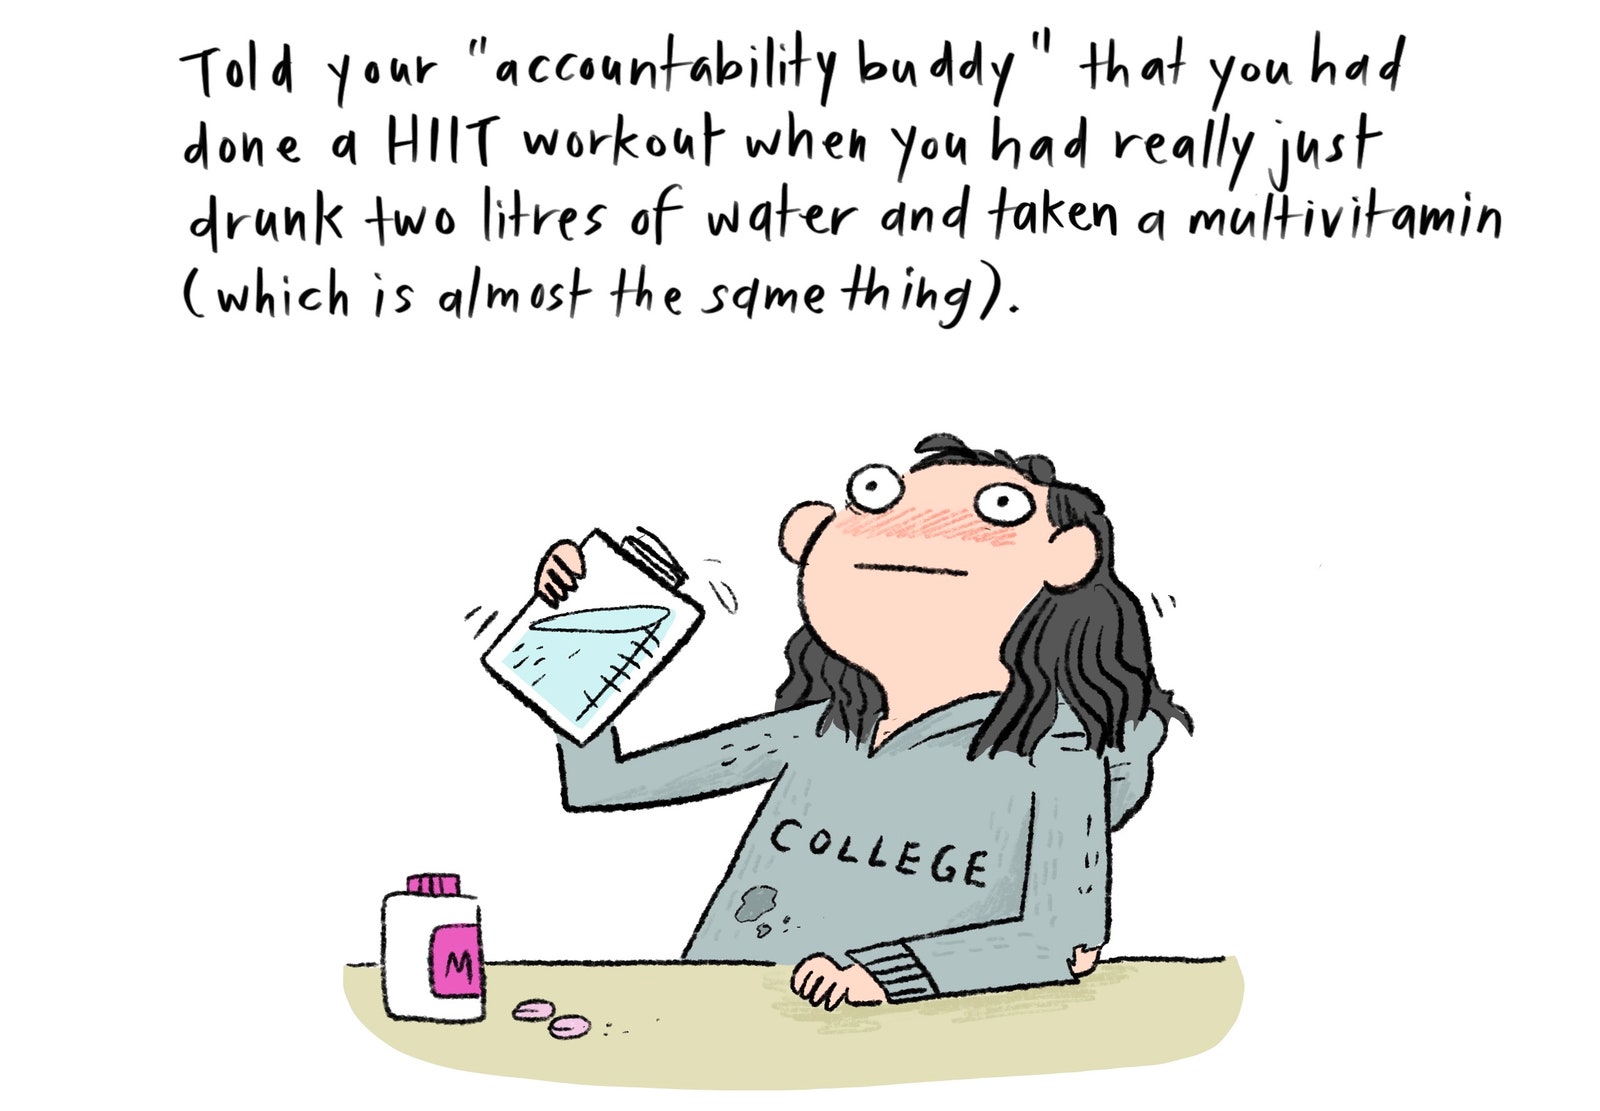 Told your "accountability buddy" that you had
done a HIIT workout when you had really just
drunk two litres of water and taken a multivitamin
(which is almost the same thing).
COLLEGE
M